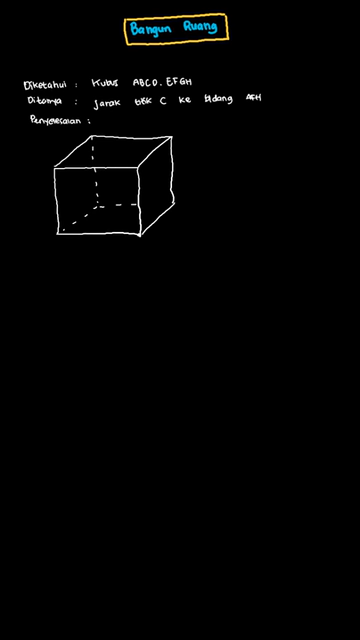 Bangun Ruang
Diketahui : Kubus ABCD.EFGH
Ditanya : Jarak titik C ke bidang AFH
Penyelesaian :